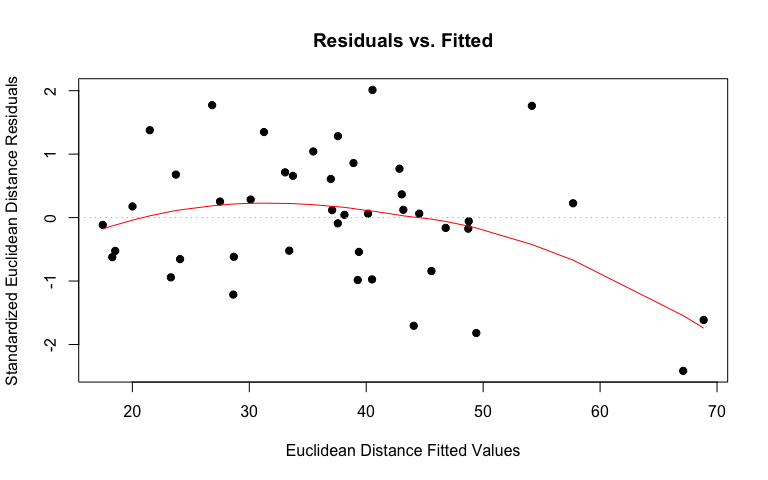 Residuals vs. Fitted
Standardized Euclidean Distance Residuals
2
1
0
-1
-2
20 30 40 50 60 70
Euclidean Distance Fitted Values